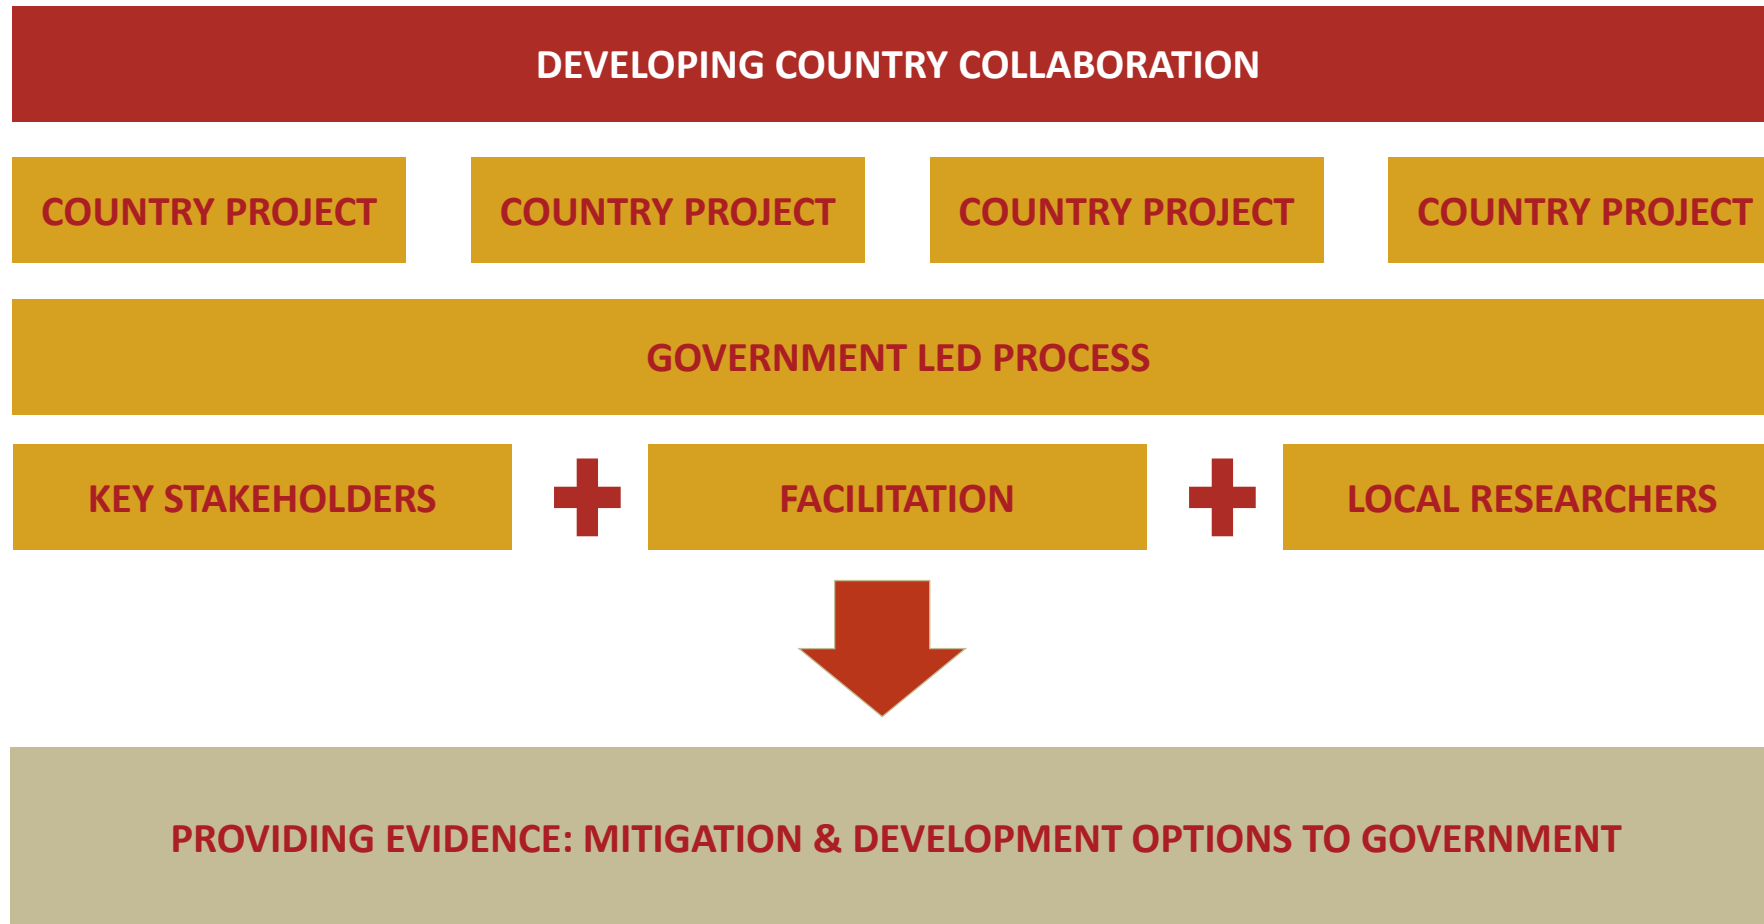 DEVELOPING COUNTRY COLLABORATION
COUNTRY PROJECT
COUNTRY PROJECT
COUNTRY PROJECT
COUNTRY PROJECT
GOVERNMENT LED PROCESS
KEY STAKEHOLDERS
FACILITATION
LOCAL RESEARCHERS
PROVIDING EVIDENCE: MITIGATION & DEVELOPMENT OPTIONS TO GOVERNMENT